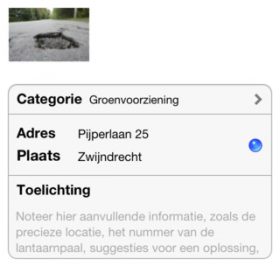 Categorie Groenvoorziening
Adres Pijperlaan 25
Plaats Zwijndrecht
Toelichting
Noteer hier aanvullende informatie, zoals de
precieze locatie, het nummer van de
lantaarnpaal, suggesties voor een oplossing,